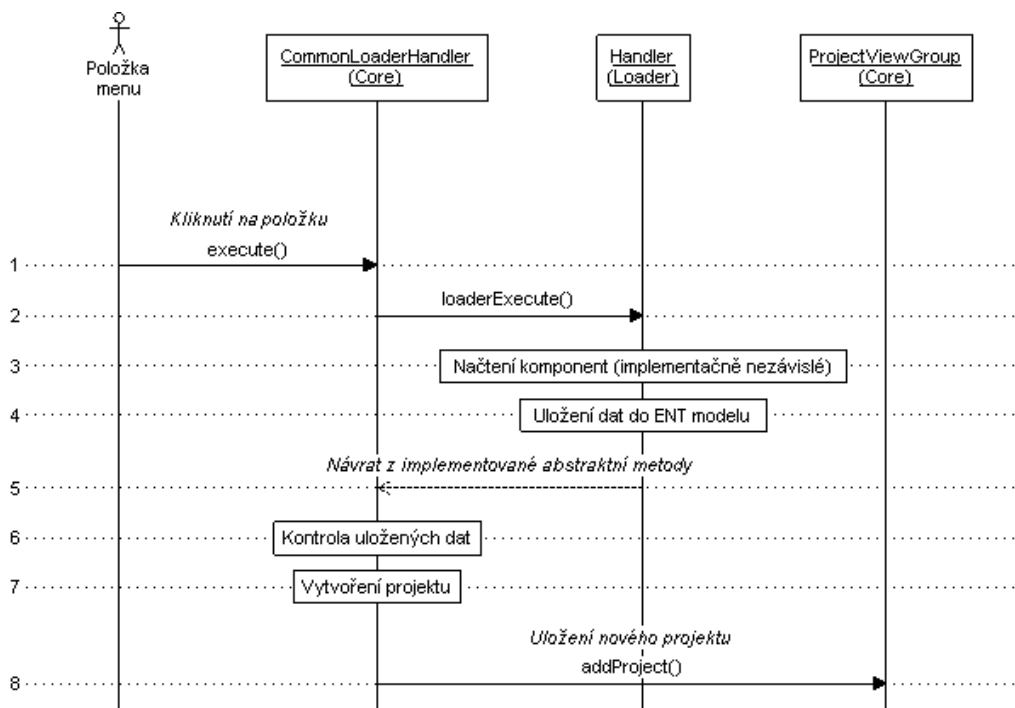 Položka
menu
CommonLoaderHandler
(Core)
Handler
(Loader)
ProjectViewGroup
(Core)
Kliknutí na položku
execute()
1
loaderExecute()
2
3
Načtení komponent (implementačně nezávislé)
4
Uložení dat do ENT modelu
Návrat z implementované abstraktní metody
5
6
Kontrola uložených dat
7
Vytvoření projektu
Uložení nového projektu
addProject()
8